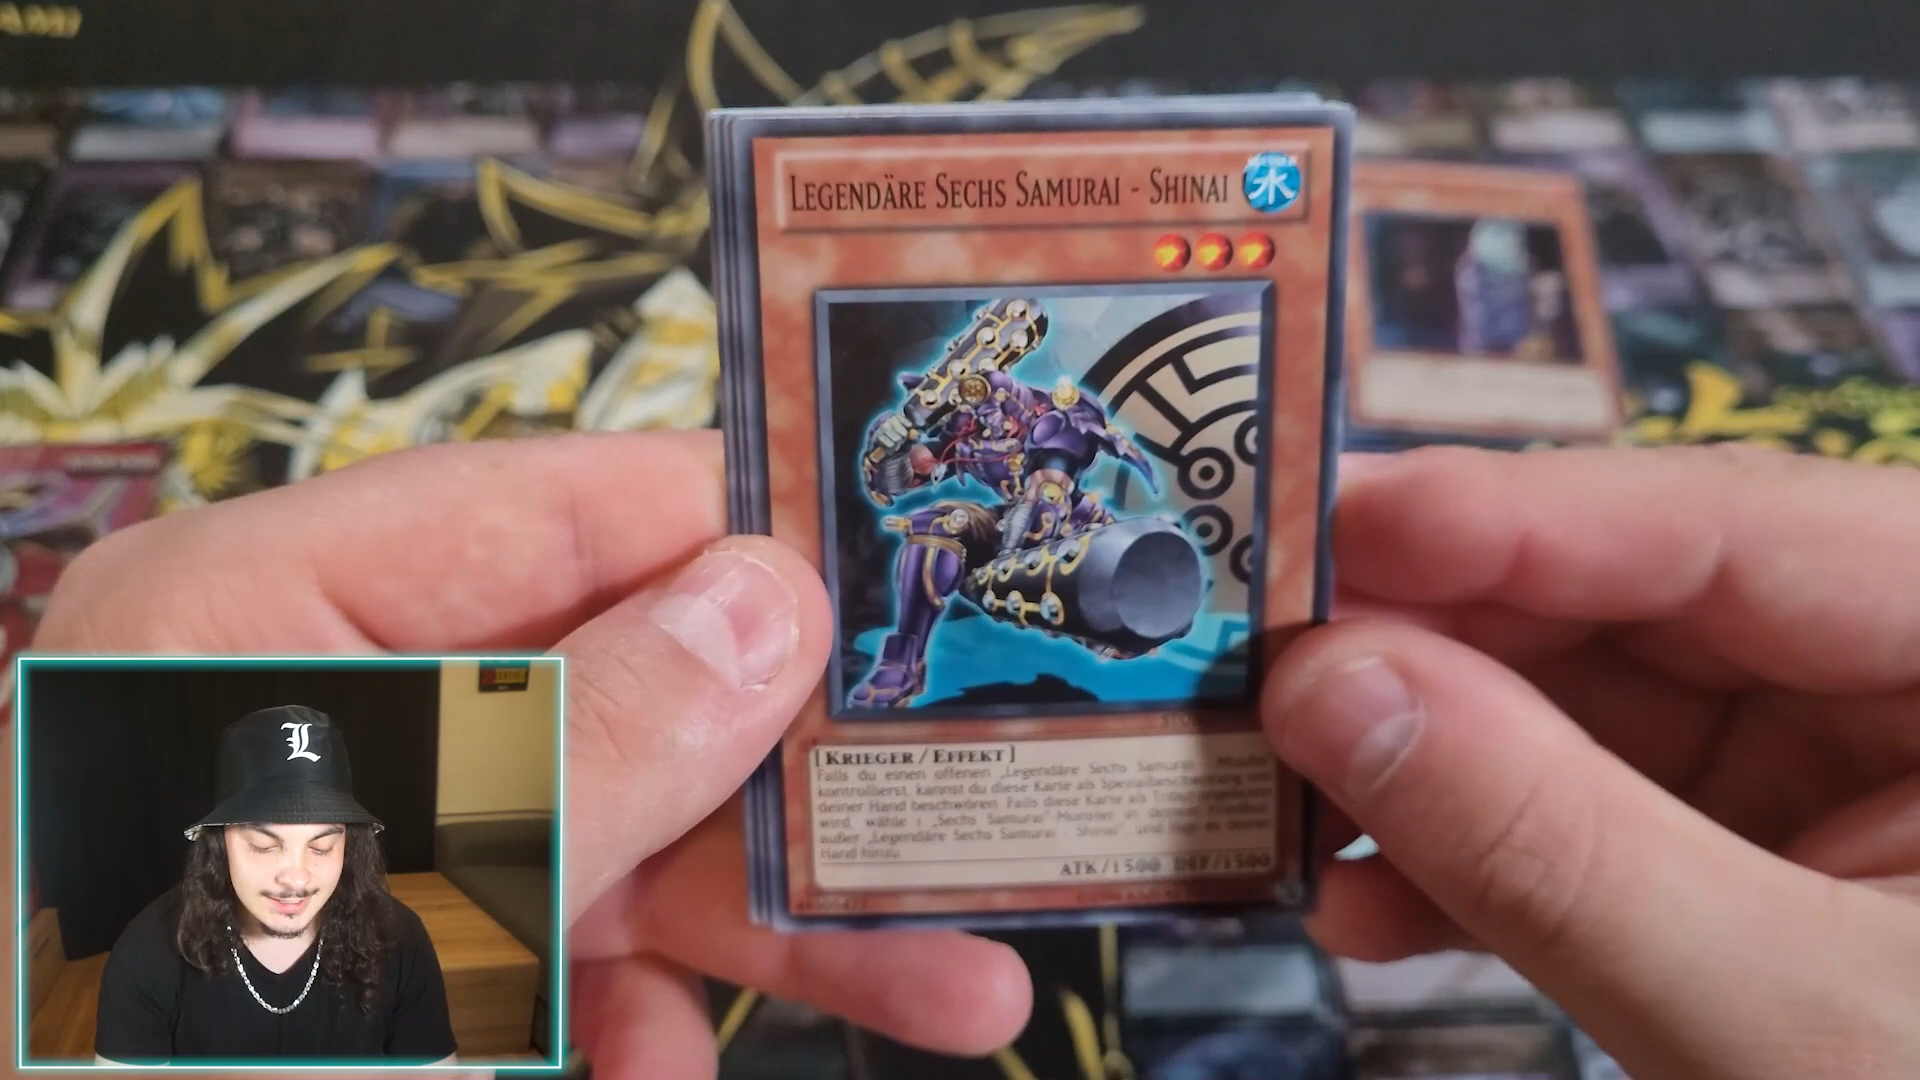 LEGENDÄRE SECHS SAMURAI - SHINAI
水
[KRIEGER / EFFEKT]
Falls du einen offenen „Legendäre Sechs Samurai
kontrollierst, kannst du diese Karte als Spezialbeschwörung von
deiner Hand beschwören. Falls diese Karte als Tribut
wird, wähle 1 „Sechs Samurai"-Monster in deinem Friedhof,
außer „Legendäre Sechs Samurai - Shinai", und füge es deiner
Hand hinzu.
ATK/1500 DEF/1500
L